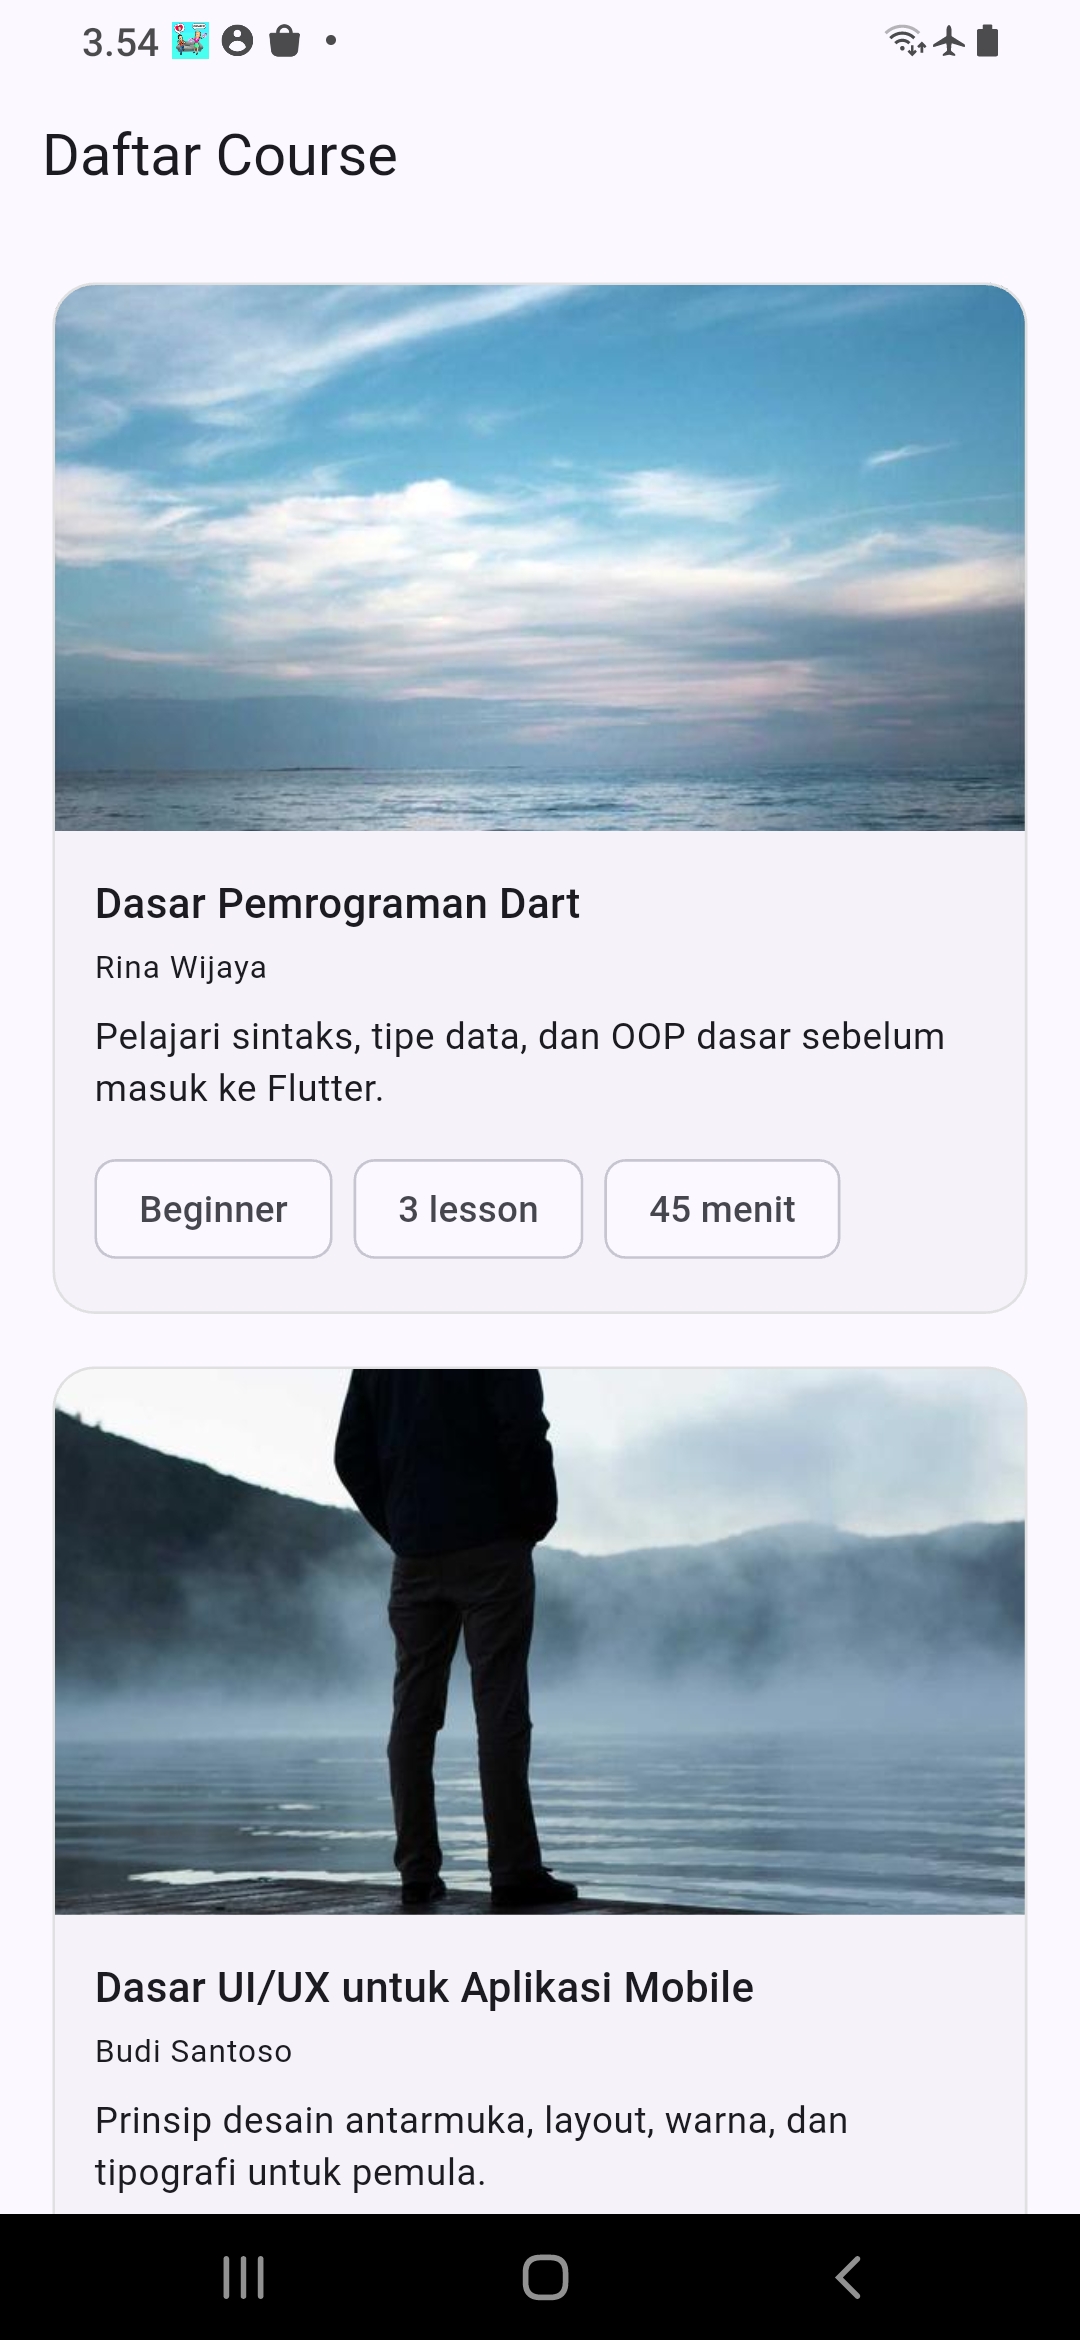 3.54
Daftar Course
Dasar Pemrograman Dart
Rina Wijaya
Pelajari sintaks, tipe data, dan OOP dasar sebelum
masuk ke Flutter.
Beginner 3 lesson 45 menit
Dasar UI/UX untuk Aplikasi Mobile
Budi Santoso
Prinsip desain antarmuka, layout, warna, dan
tipografi untuk pemula.